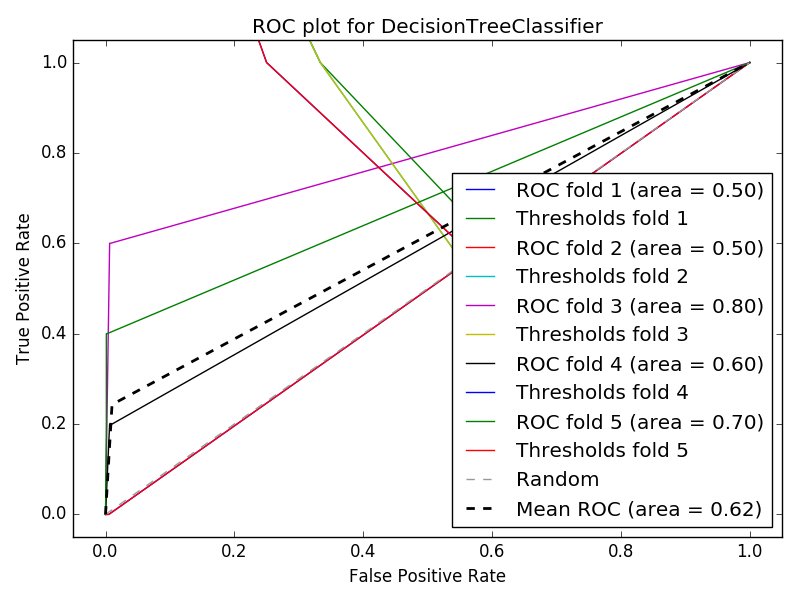 ROC plot for DecisionTreeClassifier
1.0
0.8
0.6
0.4
0.2
0.0
True Positive Rate
ROC fold 1 (area = 0.50)
Thresholds fold 1
ROC fold 2 (area = 0.50)
Thresholds fold 2
ROC fold 3 (area = 0.80)
Thresholds fold 3
ROC fold 4 (area = 0.60)
Thresholds fold 4
ROC fold 5 (area = 0.70)
Thresholds fold 5
Random
Mean ROC (area = 0.62)
0.0 0.2 0.4 0.6 0.8 1.0
False Positive Rate